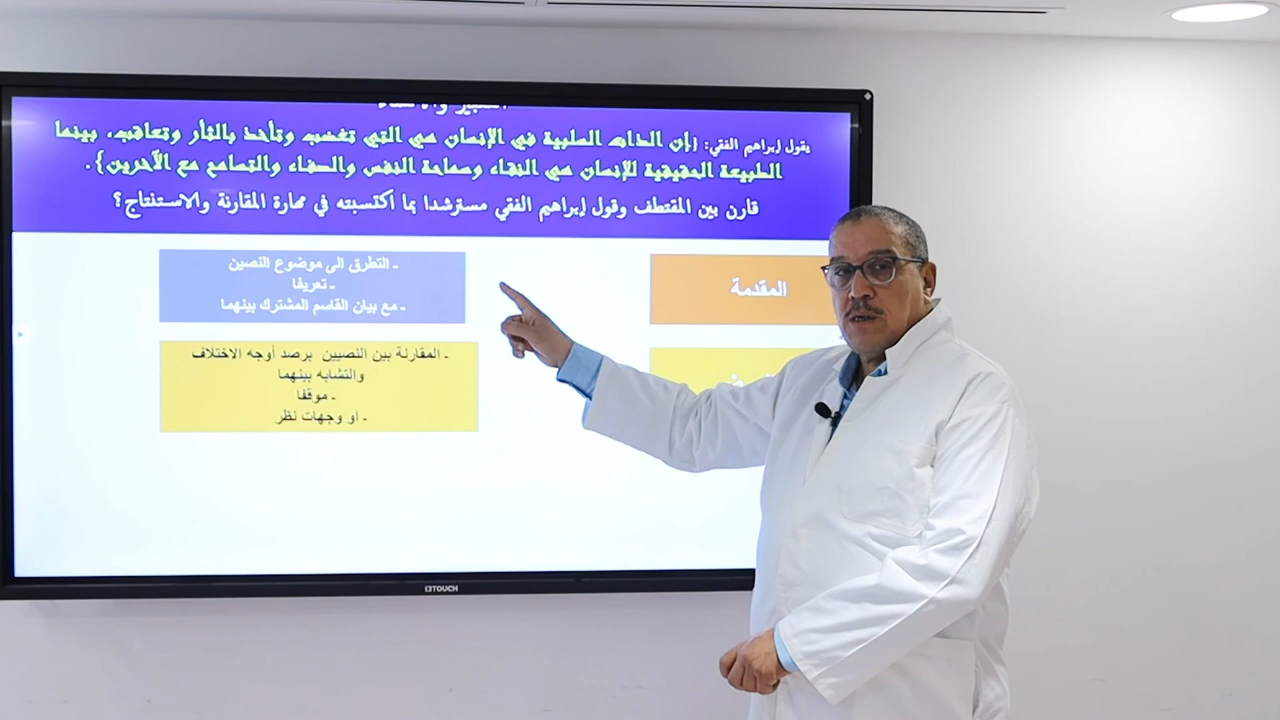 يقول إبراهيم الفقي: {إن الذات السلبية في الإنسان هي التي تغضب وتأخذ بالثأر وتعاقب، بينما
الطبيعة الحقيقية للإنسان هي النقاء وسماحة النفس والصفاء والتسامح مع الآخرين}.
قارن بين المقتطف وقول إبراهيم الفقي مسترشدا بما اكتسبته في مهارة المقارنة والاستنتاج؟
المقدمة
ـ التطرق الى موضوع النصين
ـ تعريفا
ـ مع بيان القاسم المشترك بينهما
ـ المقارنة بين النصيين برصد أوجه الاختلاف
والتشابه بينهما
ـ موقفا
ـ او وجهات نظر